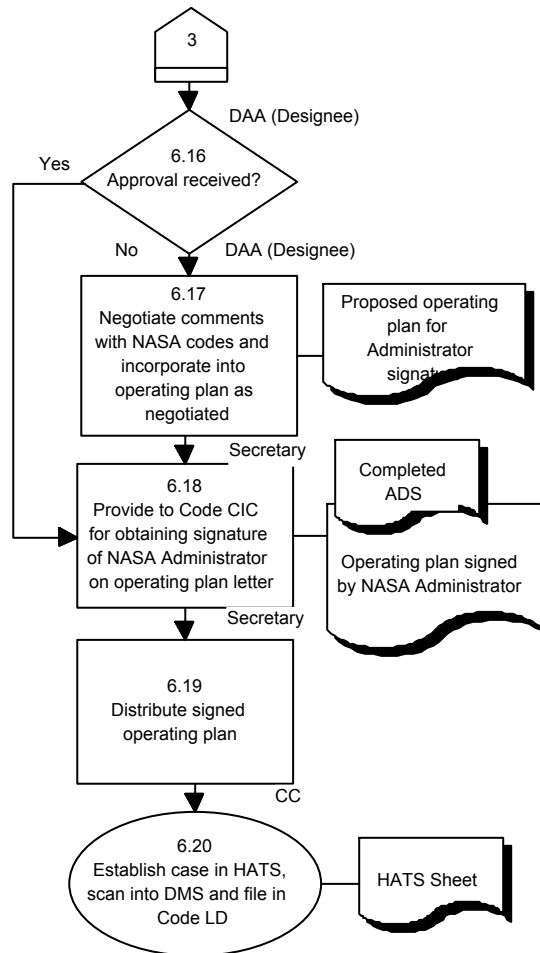 3
DAA (Designee)
6.16
Approval received?
Yes
No
DAA (Designee)
6.17
Negotiate comments
with NASA codes and
incorporate into
operating plan as
negotiated
Proposed operating
plan for
Administrator
Secretary
6.18
Provide to Code CIC
for obtaining signature
of NASA Administrator
on operating plan letter
Completed
ADS
Operating plan signed
by NASA Administrator
Secretary
6.19
Distribute signed
operating plan
CC
6.20
Establish case in HATS,
scan into DMS and file in
Code LD
HATS Sheet